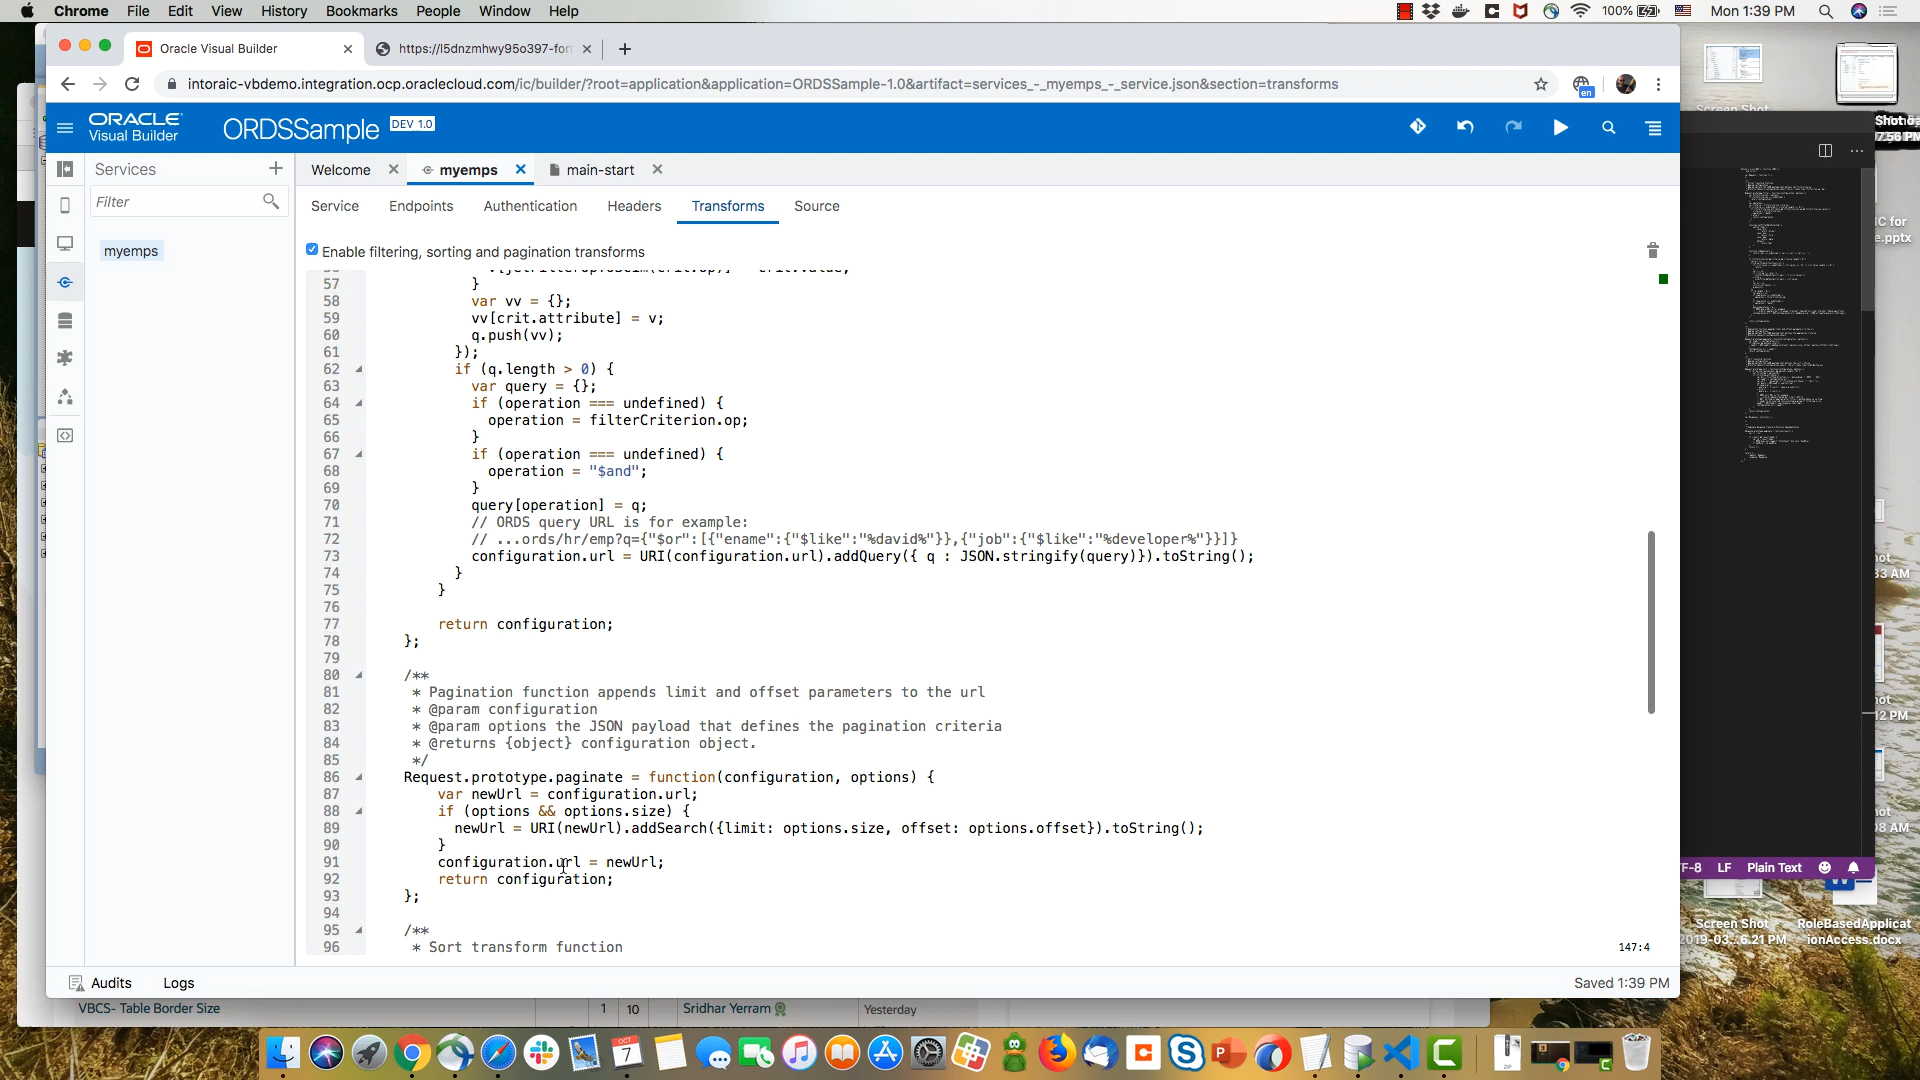 Chrome File Edit View History Bookmarks People Window Help
100% Mon 1:39 PM
Oracle Visual Builder
https://l5dnzmhwy95o397-for
intoraic-vbdemo.integration.ocp.oraclecloud.com/ic/builder/?root=application&application=ORDSSample-1.0&artifact=services_-_myemps_-_service.json&section=transforms
en
ORACLE
Visual Builder
ORDSSample DEV 1.0
Services
Filter
myemps
Welcome myemps main-start
Service Endpoints Authentication Headers Transforms Source
Enable filtering, sorting and pagination transforms
57 }
58 var vv = {};
59 vv[crit.attribute] = v;
60 q.push(vv);
61 });
62 if (q.length > 0) {
63 var query = {};
64 if (operation === undefined) {
65 operation = filterCriterion.op;
66 }
67 if (operation === undefined) {
68 operation = "$and";
69 }
70 query[operation] = q;
71 // ORDS query URL is for example:
72 // ...ords/hr/emp?q={"$or":[{"ename":{"$like":"%david%"}},{"job":{"$like":"%developer%"}}]}
73 configuration.url = URI(configuration.url).addQuery({ q : JSON.stringify(query)}).toString();
74 }
75 }
76
77 return configuration;
78 };
79
80 /**
81 * Pagination function appends limit and offset parameters to the url
82 * @param configuration
83 * @param options the JSON payload that defines the pagination criteria
84 * @returns {object} configuration object.
85 */
86 Request.prototype.paginate = function(configuration, options) {
87 var newUrl = configuration.url;
88 if (options && options.size) {
89 newUrl = URI(newUrl).addSearch({limit: options.size, offset: options.offset}).toString();
90 }
91 configuration.url = newUrl;
92 return configuration;
93 };
94
95 /**
96 * Sort transform function
147:4
Audits Logs
Saved 1:39 PM
VBCS- Table Border Size 1 10 Sridhar Yerram Yesterday
Screen Shot
7.56 PM
IC for
e.pptx
LF Plain Text
Screen Shot
2019-03...6.21 PM
RoleBasedApplicat
ionAccess.docx
OCT
7